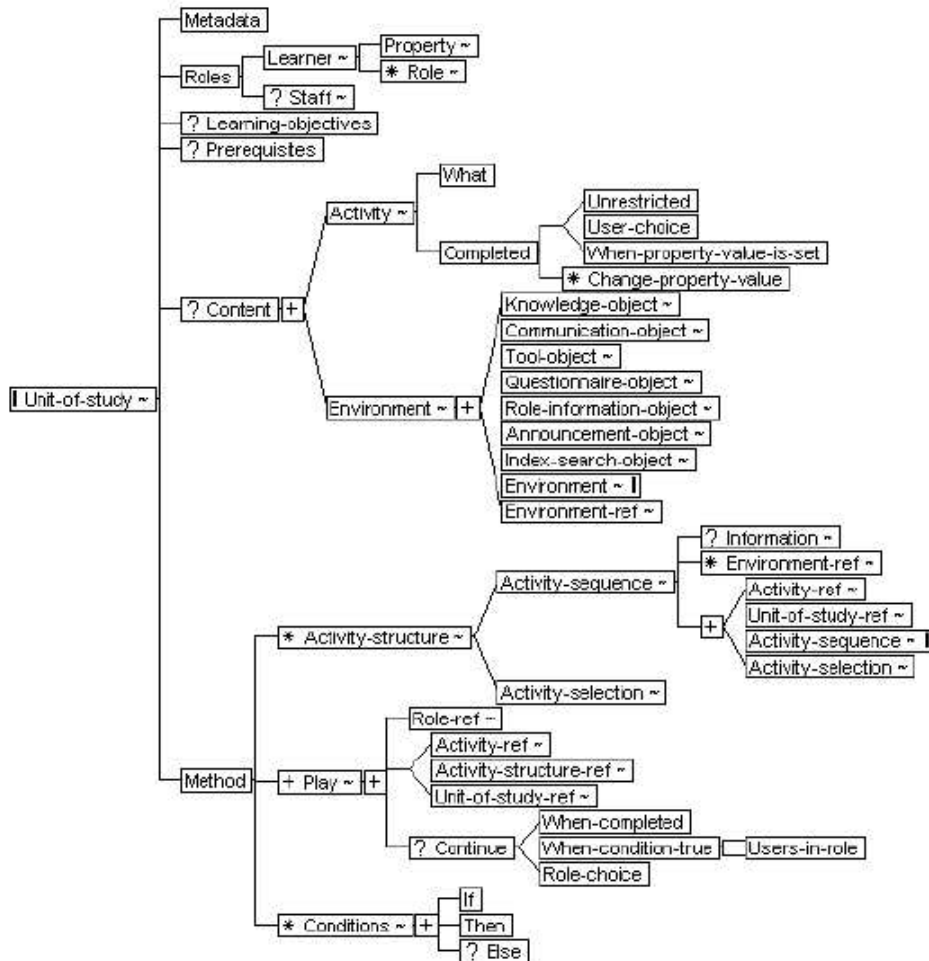 Metadata
Property ~
Learner ~
* Role ~
Roles
? Staff ~
? Learning-objectives
? Prerequisites
What
Activity ~
Unrestricted
User-choice
Completed
When-property-value-is-set
* Change-property-value
? Content +
Knowledge-object ~
Communication-object ~
Tool-object ~
Questionnaire-object ~
Unit-of-study ~
Environment ~ +
Role-information-object ~
Announcement-object ~
Index-search-object ~
Environment ~
Environment-ref ~
? Information ~
* Environment-ref ~
Activity-sequence ~
Activity-ref ~
Unit-of-study-ref ~
+
* Activity-structure ~
Activity-sequence ~
Activity-selection ~
Activity-selection ~
Role-ref ~
Activity-ref ~
Method
+ Play ~ +
Activity-structure-ref ~
Unit-of-study-ref ~
When-completed
? Continue
When-condition-true
Users-in-role
Role-choice
If
* Conditions ~ +
Then
? Else